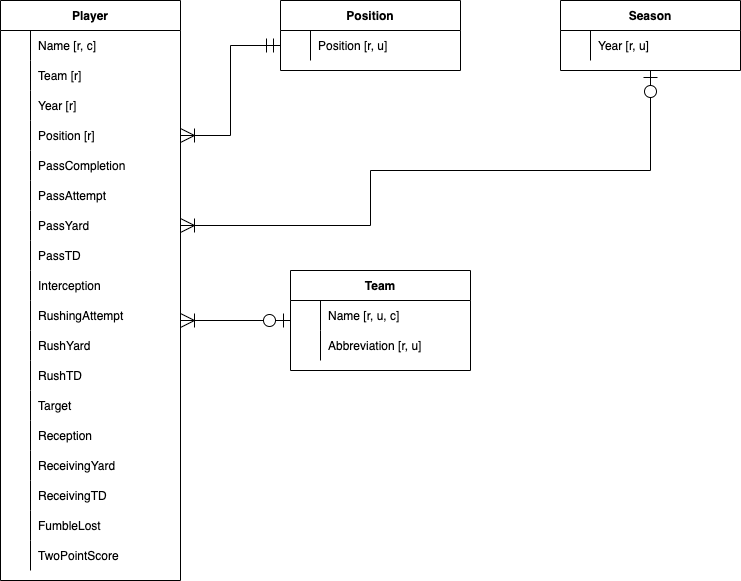 Player
Name [r, c]
Team [r]
Year [r]
Position [r]
PassCompletion
PassAttempt
PassYard
PassTD
Interception
RushingAttempt
RushYard
RushTD
Target
Reception
ReceivingYard
ReceivingTD
FumbleLost
TwoPointScore
Position
Position [r, u]
Season
Year [r, u]
Team
Name [r, u, c]
Abbreviation [r, u]